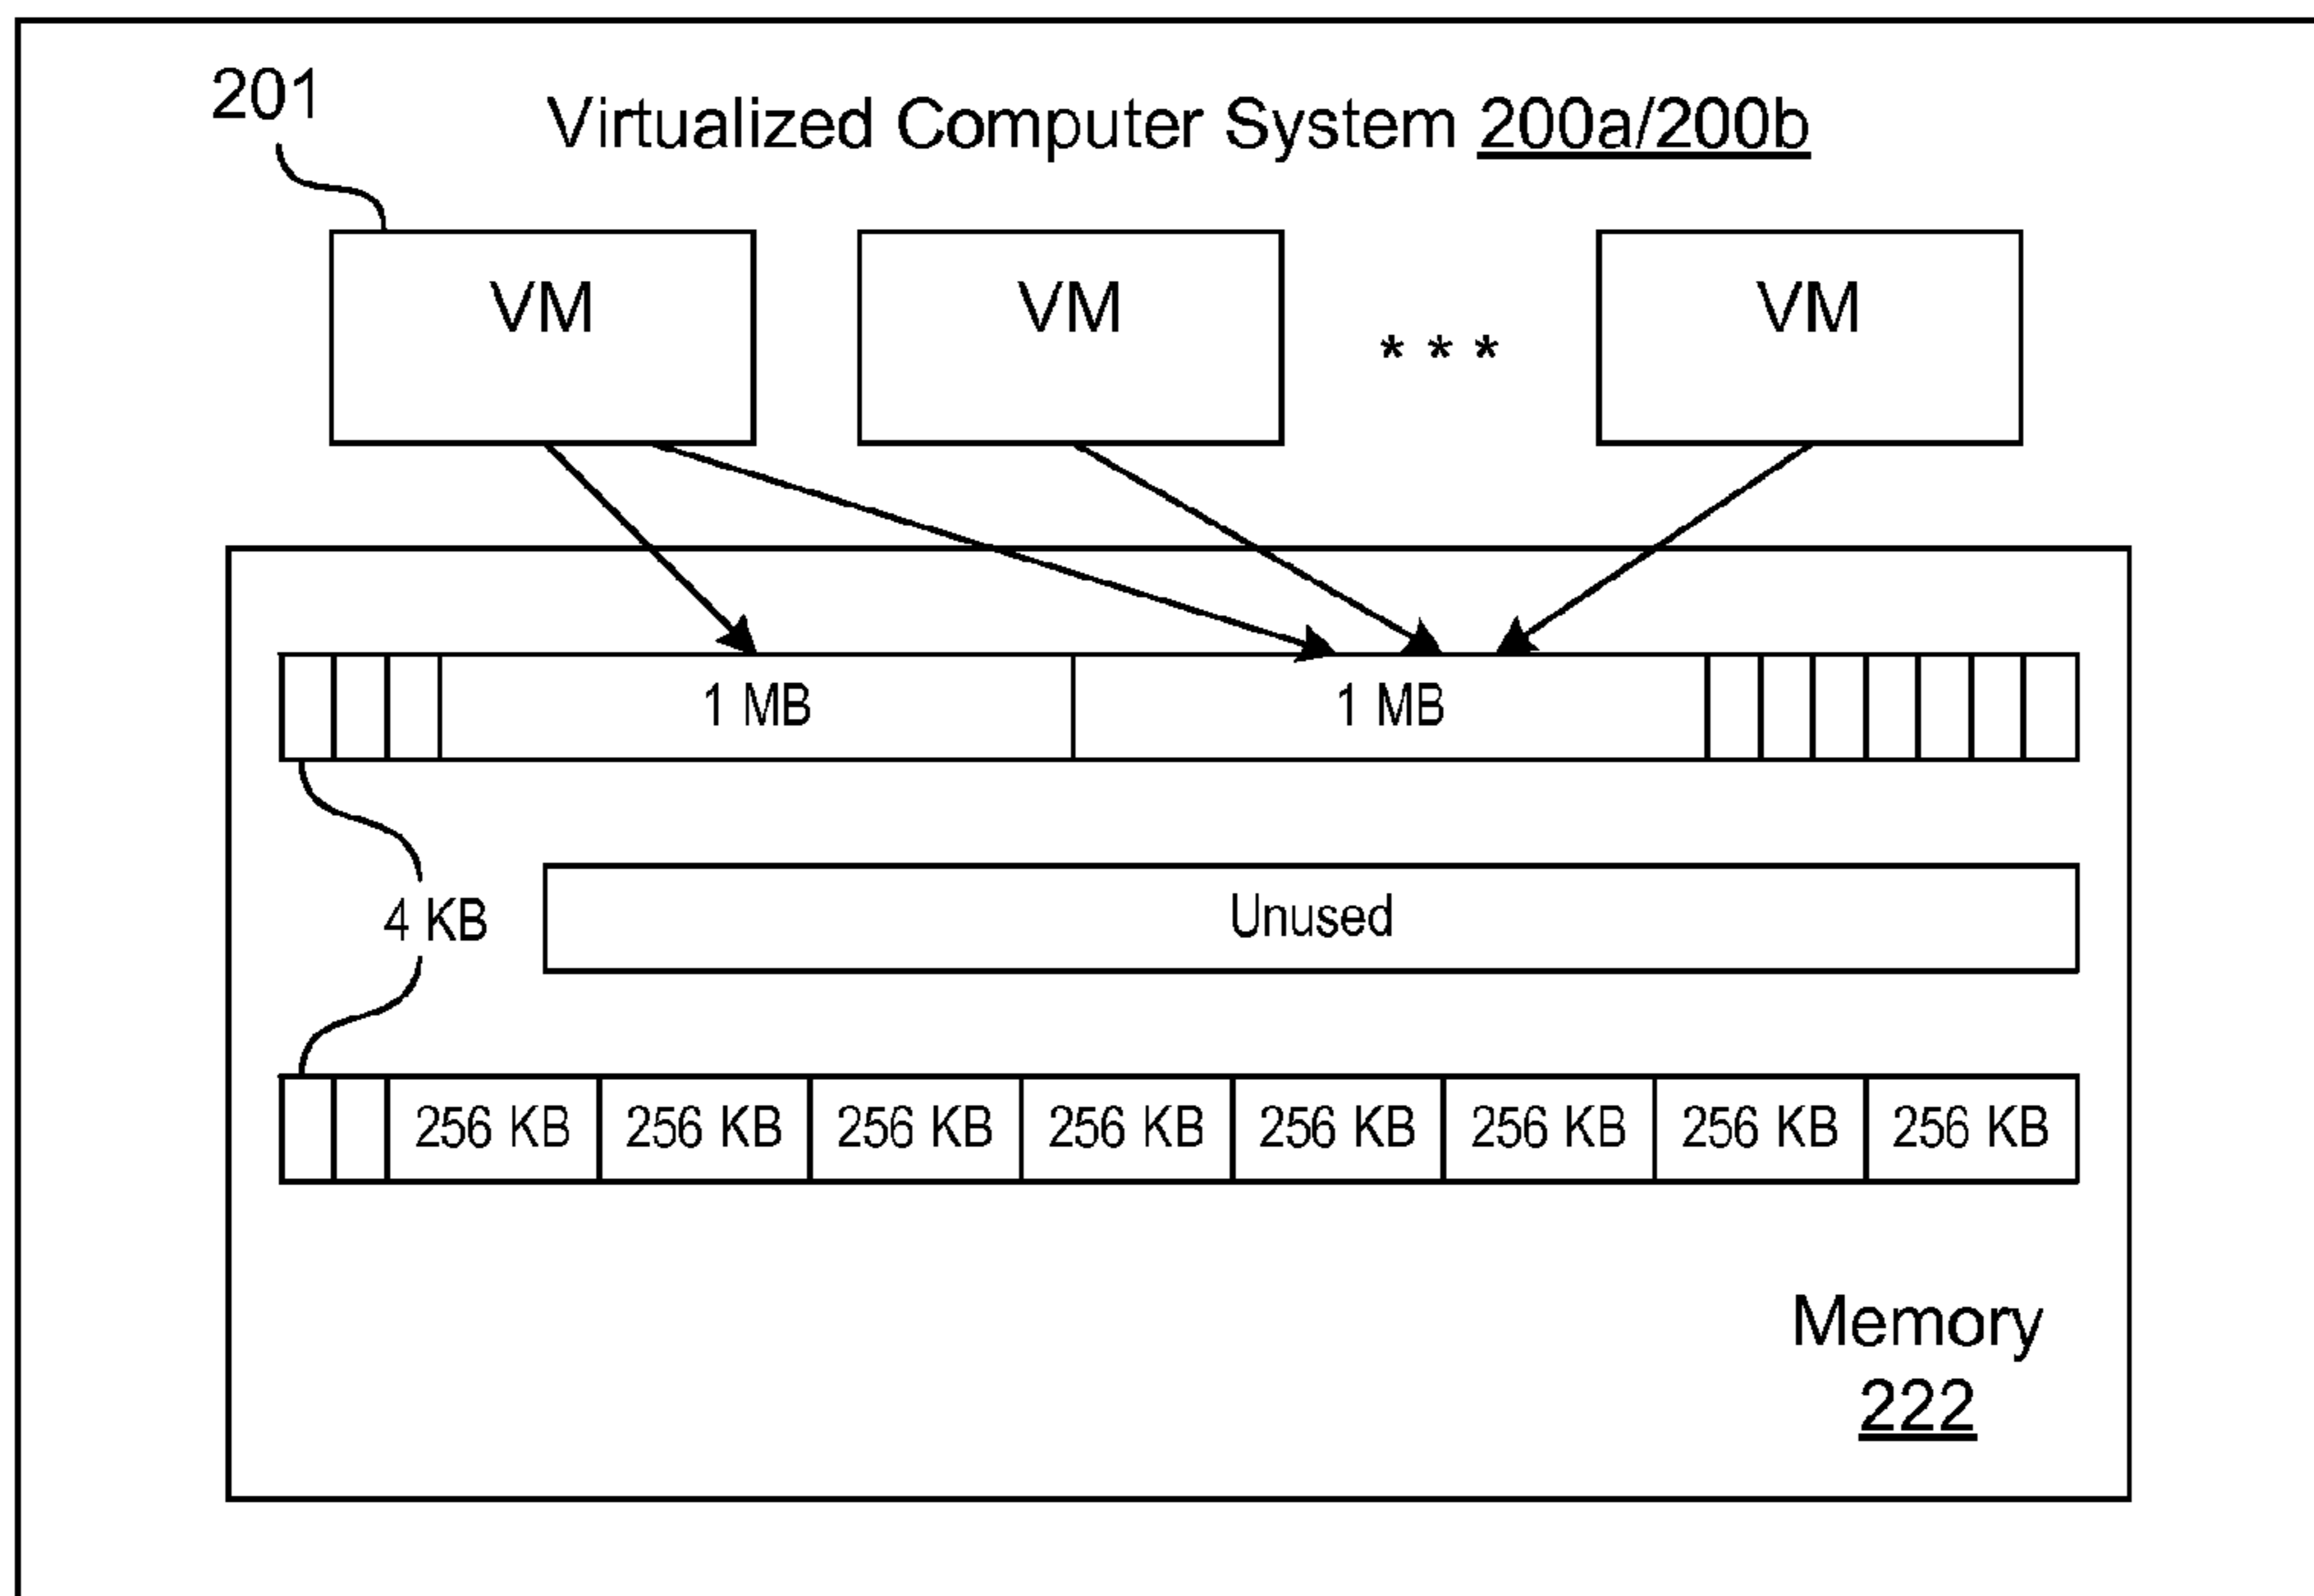 201
Virtualized Computer System 200a/200b
VM VM * * * VM
1 MB 1 MB
4 KB Unused
256 KB 256 KB 256 KB 256 KB 256 KB 256 KB 256 KB 256 KB
Memory
222